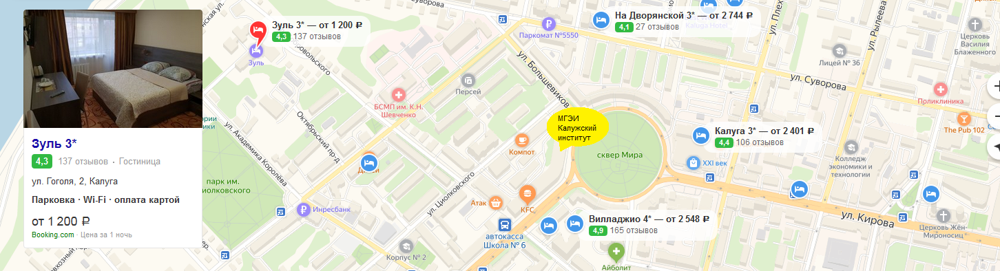 Зуль 3*
4,3 137 отзывов · Гостиница
ул. Гоголя, 2, Калуга
Парковка · Wi-Fi · оплата картой
от 1 200 ₽
Booking.com · Цена за 1 ночь
Зуль 3* — от 1 200 ₽
4,3 137 отзывов
Зуль
ул. Академика Королёва
Октябрьский пр-д
БСМП им. К.Н.
Шевченко
Персей
Паркомат №5550
Суворова
ул. Большевиков
На Дворянской 3* — от 2 744 ₽
4,1 27 отзывов
Kaluga Hotel
ул. Плех
ул. Рылеева
Церковь
Василия
Блаженного
Лицей № 36
ул. Суворова
Прликлиника
The Pub 102
МГЭИ
Калужский
институт
сквер Мира
Калуга 3* — от 2 401 ₽
4,4 106 отзывов
XXI век
Колледж
экономики и
технологии
Компот
парк им.
иолковского
Инресбанк
ул. Циолковского
Атак
KFC
автокасса
Школа № 6
Вилладжио 4* — от 2 548 ₽
4,9 165 отзывов
ул. Кирова
Церковь Жён-
Мироносиц
Корпус № 2
Айболит